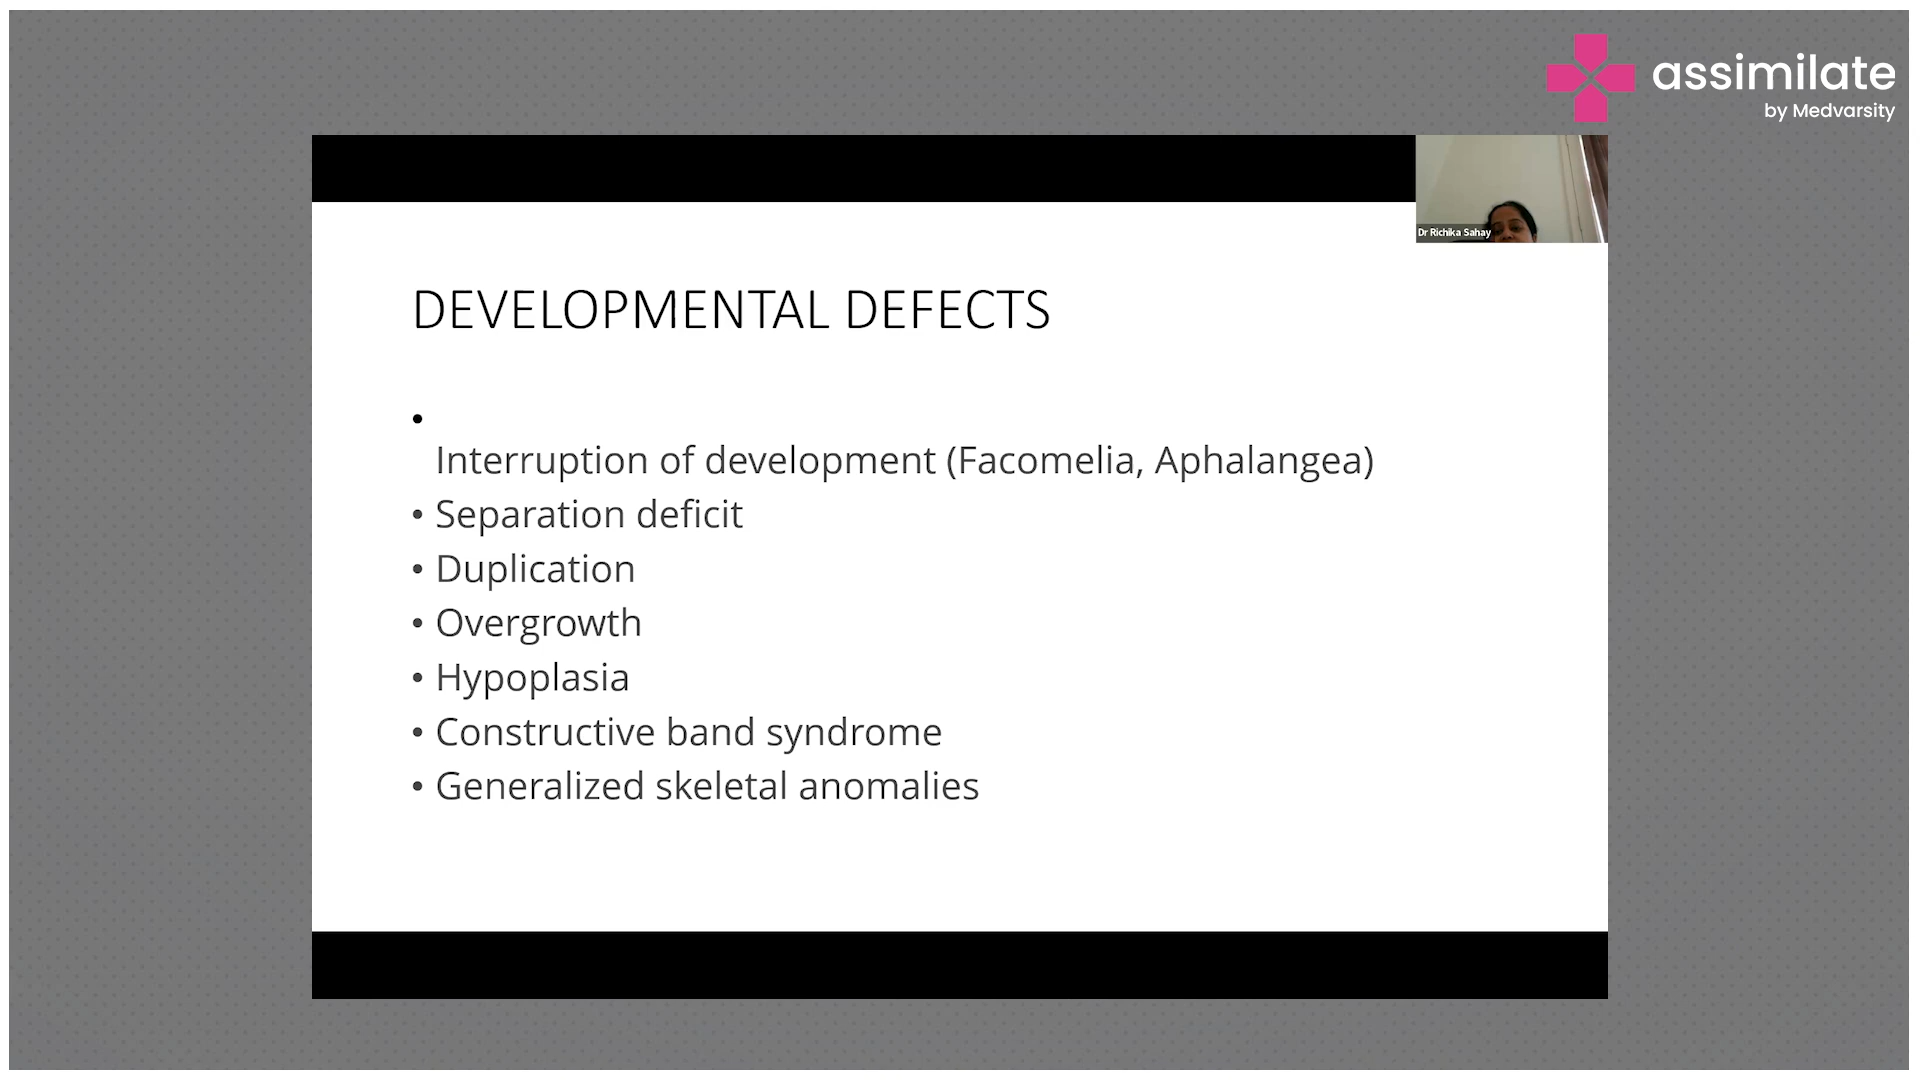 assimilate
by Medvarsity
Dr Richika Sahay
DEVELOPMENTAL DEFECTS
•
Interruption of development (Facomelia, Aphalangea)
• Separation deficit
• Duplication
• Overgrowth
• Hypoplasia
• Constructive band syndrome
• Generalized skeletal anomalies